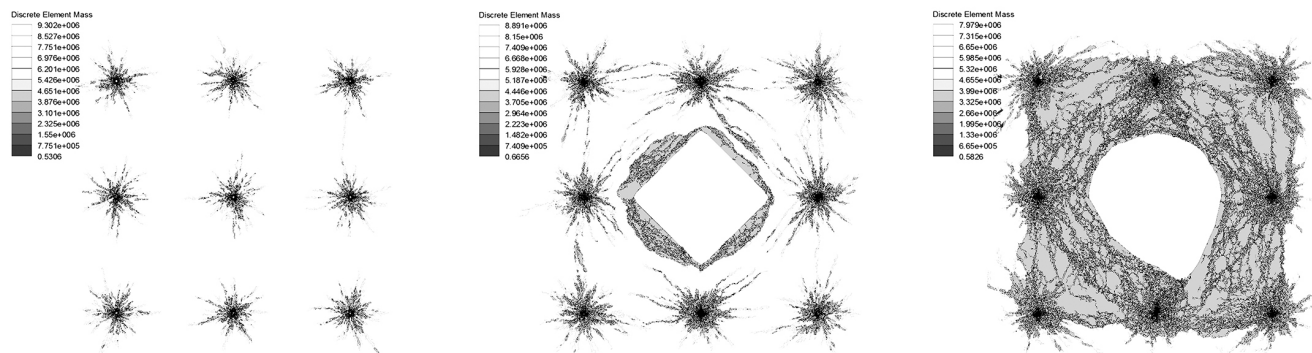 Discrete Element Mass
9.302e+006
8.527e+006
7.751e+006
6.976e+006
6.201e+006
5.426e+006
4.651e+006
3.876e+006
3.101e+006
2.325e+006
1.55e+006
7.751e+005
0.5306
Discrete Element Mass
8.891e+006
8.15e+006
7.409e+006
6.668e+006
5.928e+006
5.187e+006
4.446e+006
3.705e+006
2.964e+006
2.223e+006
1.482e+006
7.409e+005
0.6656
Discrete Element Mass
7.979e+006
7.315e+006
6.65e+006
5.985e+006
5.32e+006
4.655e+006
3.99e+006
3.325e+006
2.66e+006
1.995e+006
1.33e+006
6.65e+005
0.5826